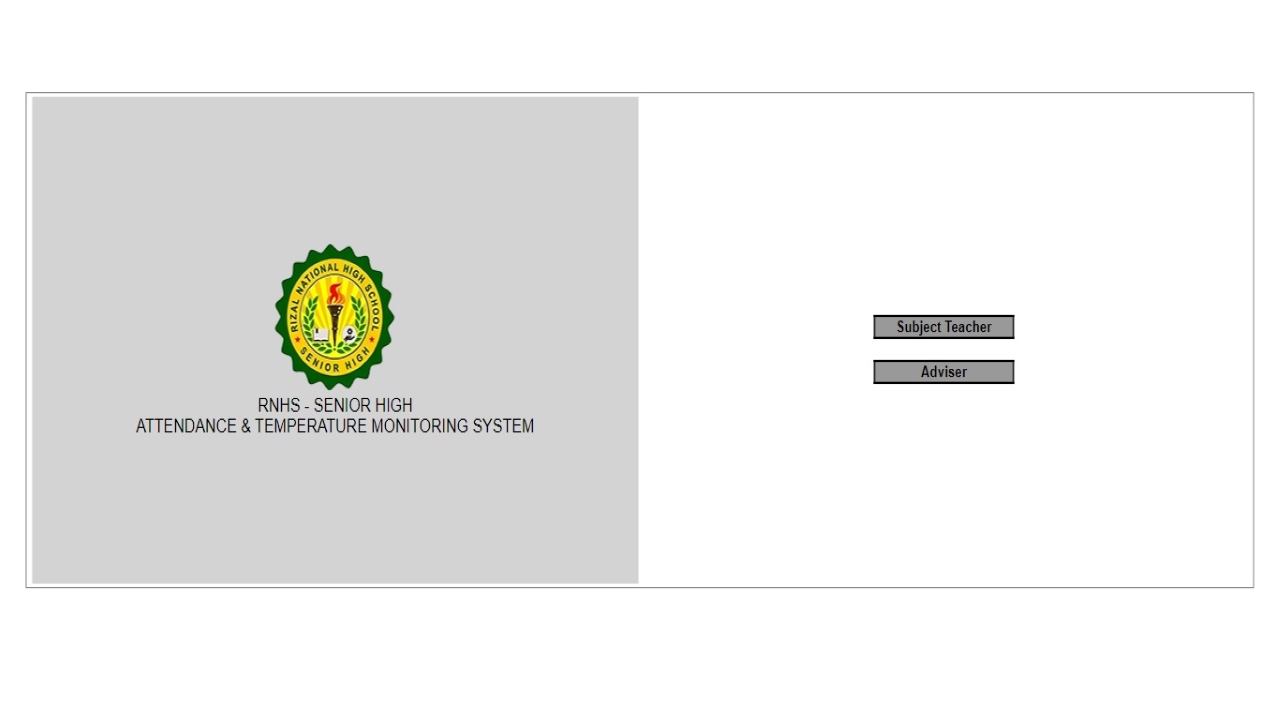 RIZAL NATIONAL HIGH SCHOOL
SENIOR HIGH
RNHS - SENIOR HIGH
ATTENDANCE & TEMPERATURE MONITORING SYSTEM
Subject Teacher
Adviser